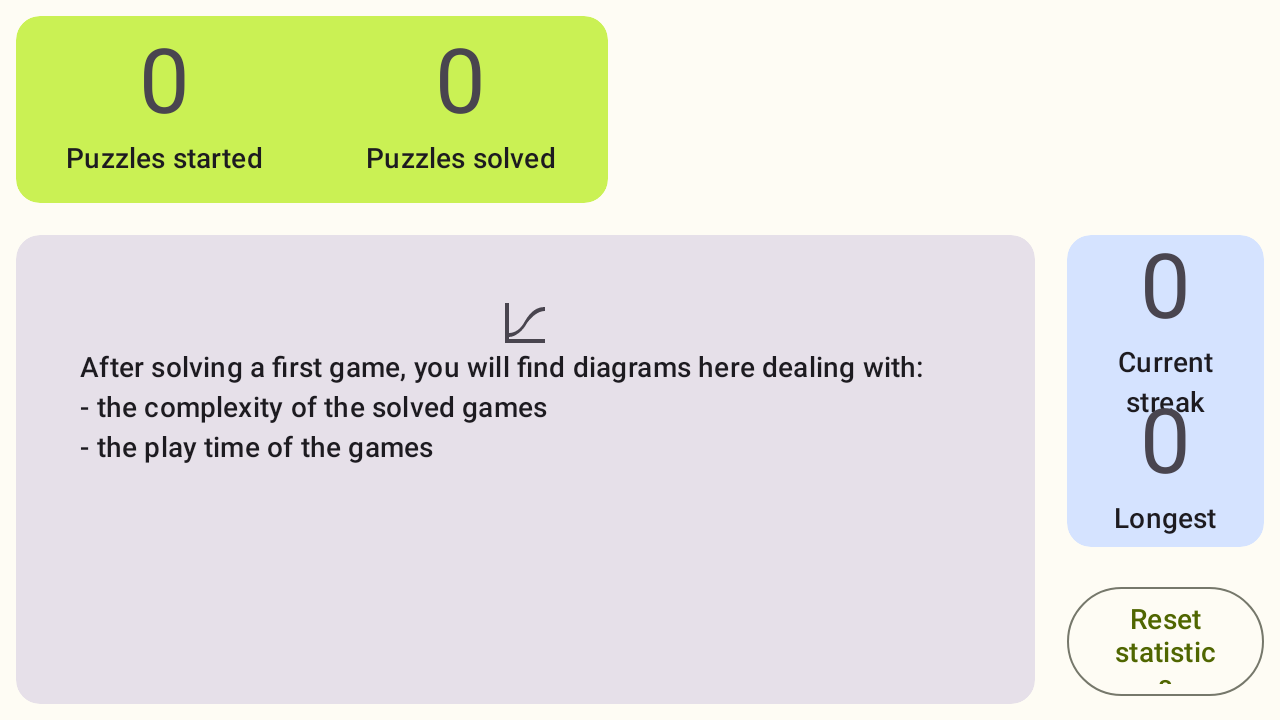 0
Puzzles started
0
Puzzles solved
After solving a first game, you will find diagrams here dealing with:
- the complexity of the solved games
- the play time of the games
0
Current
streak
0
Longest
Reset
statistic